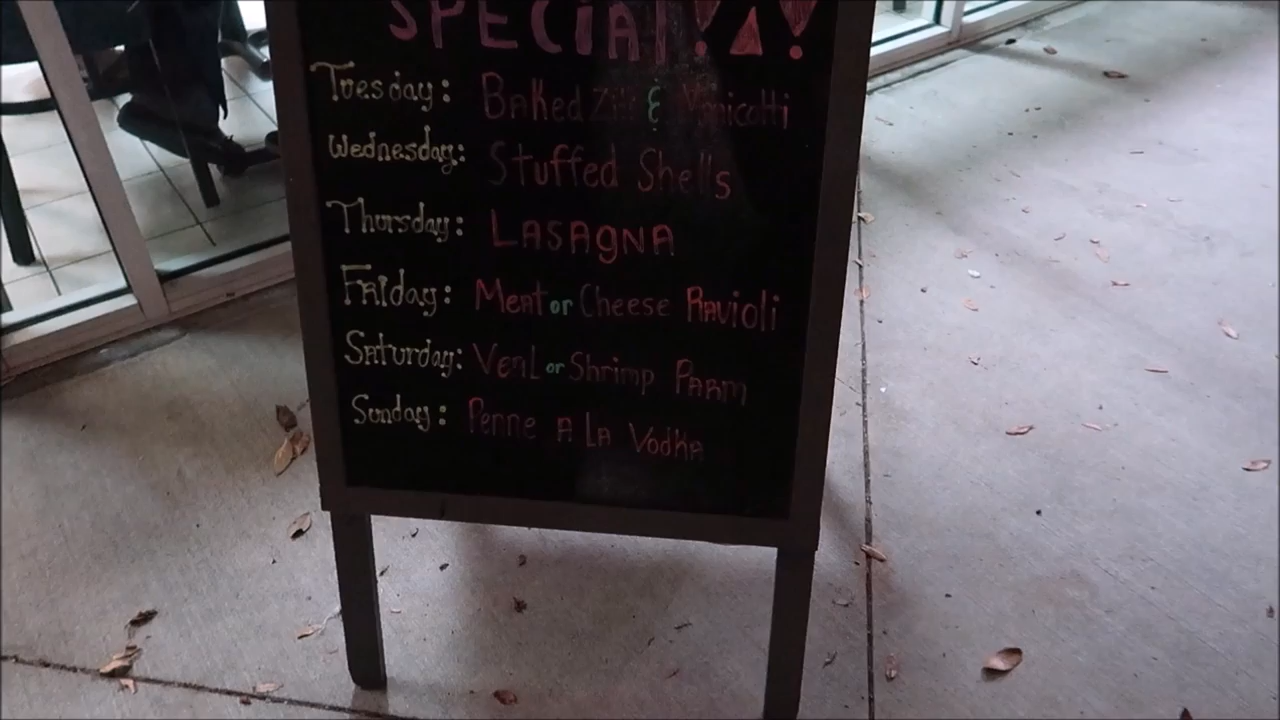 SPECIAL!!
Tuesday: Baked Ziti & Manicotti
Wednesday: Stuffed Shells
Thursday: LASAGNA
Friday: Meat or Cheese Ravioli
Saturday: Veal or Shrimp Parm
Sunday: Penne A La Vodka